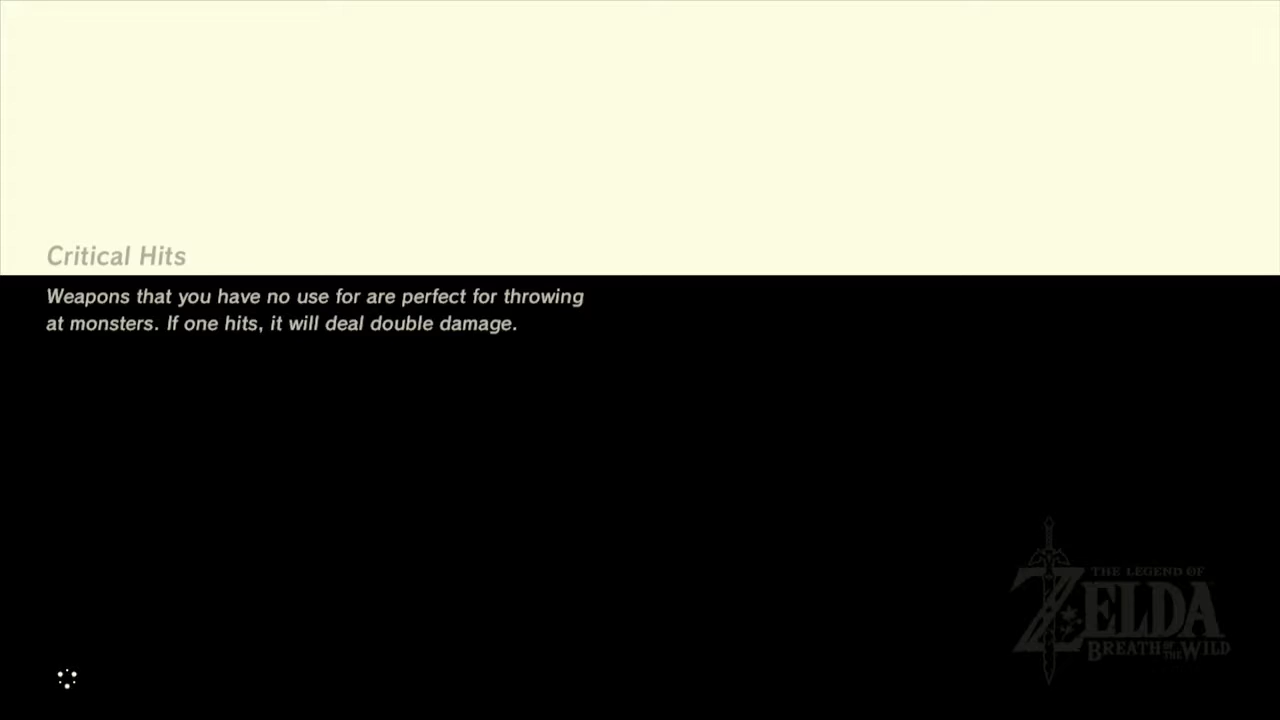 Critical Hits
Weapons that you have no use for are perfect for throwing
at monsters. If one hits, it will deal double damage.
THE LEGEND OF
ZELDA
BREATH OF THE WILD